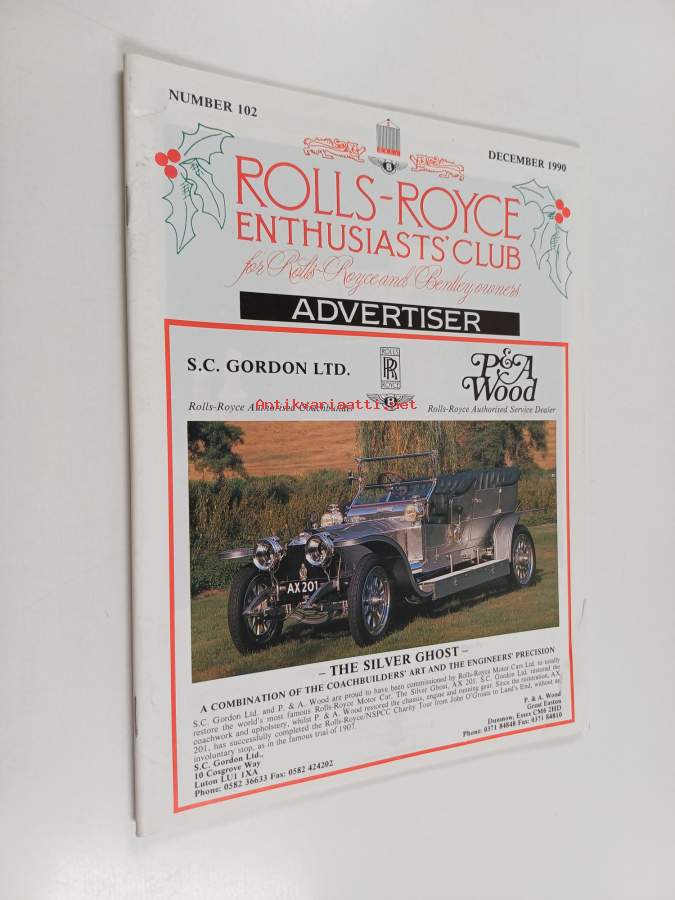 NUMBER 102
DECEMBER 1990
ROLLS-ROYCE
ENTHUSIASTS' CLUB
for Rolls-Royce and Bentley owners
ADVERTISER
S.C. GORDON LTD.
Rolls-Royce Authorised Coachbuilder
ROLLS
RR
ROYCE
B
P&A
Wood
Rolls-Royce Authorised Service Dealer
Antikvariaatti.net
AX 201
– THE SILVER GHOST –
A COMBINATION OF THE COACHBUILDERS' ART AND THE ENGINEERS' PRECISION
S.C. Gordon Ltd. and P. & A. Wood are proud to have been commissioned by Rolls-Royce Motor Cars Ltd. to totally
restore the world's most famous Rolls-Royce Motor Car, The Silver Ghost, AX 201. S.C. Gordon Ltd. restored the
coachwork and upholstery, whilst P. & A. Wood restored the chassis, engine and running gear. Since the restoration, AX
201, has successfully completed the Rolls-Royce/NSPCC Charity Tour from John O'Groats to Land's End, without an
involuntary stop, as in the famous trial of 1907.
S.C. Gordon Ltd.,
10 Cosgrove Way
Luton LU1 1XA
Phone: 0582 36633 Fax: 0582 424202
P. & A. Wood
Great Easton
Dunmow, Essex CM6 2HD
Phone: 0371 84848 Fax: 0371 84810